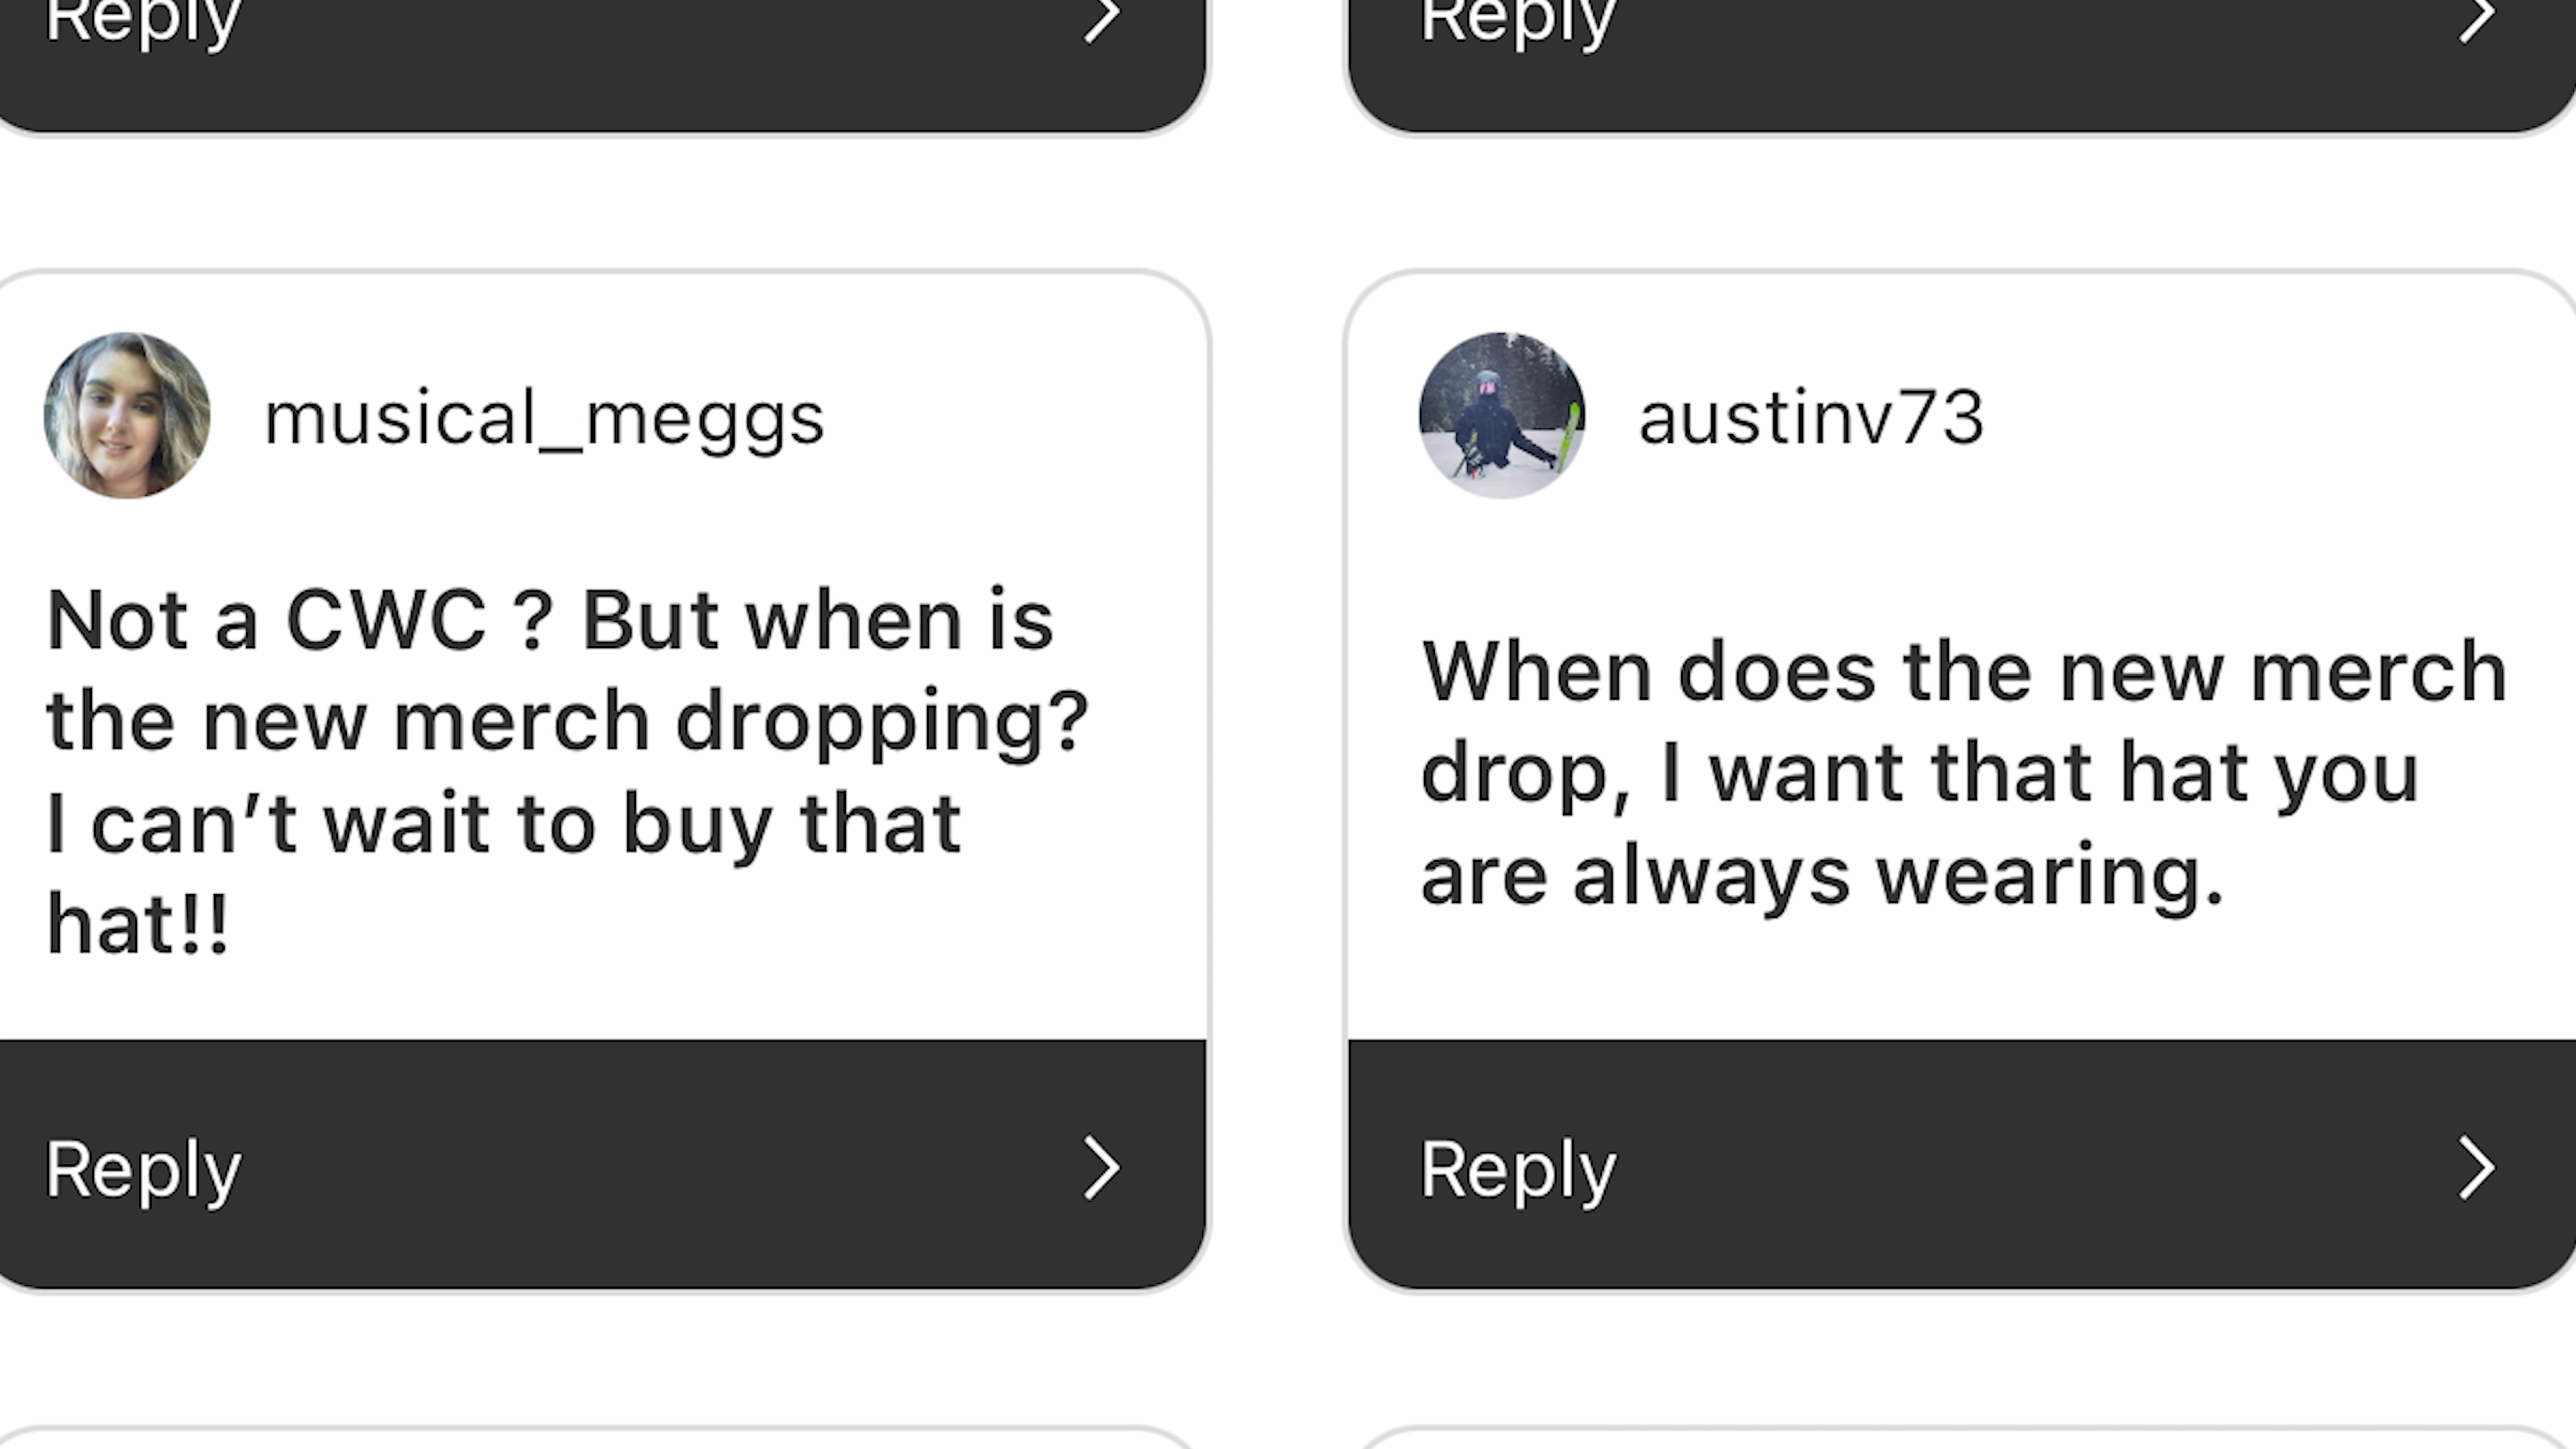 Reply
Reply
musical_meggs
Not a CWC ? But when is
the new merch dropping?
I can’t wait to buy that
hat!!
Reply
austinv73
When does the new merch
drop, I want that hat you
are always wearing.
Reply